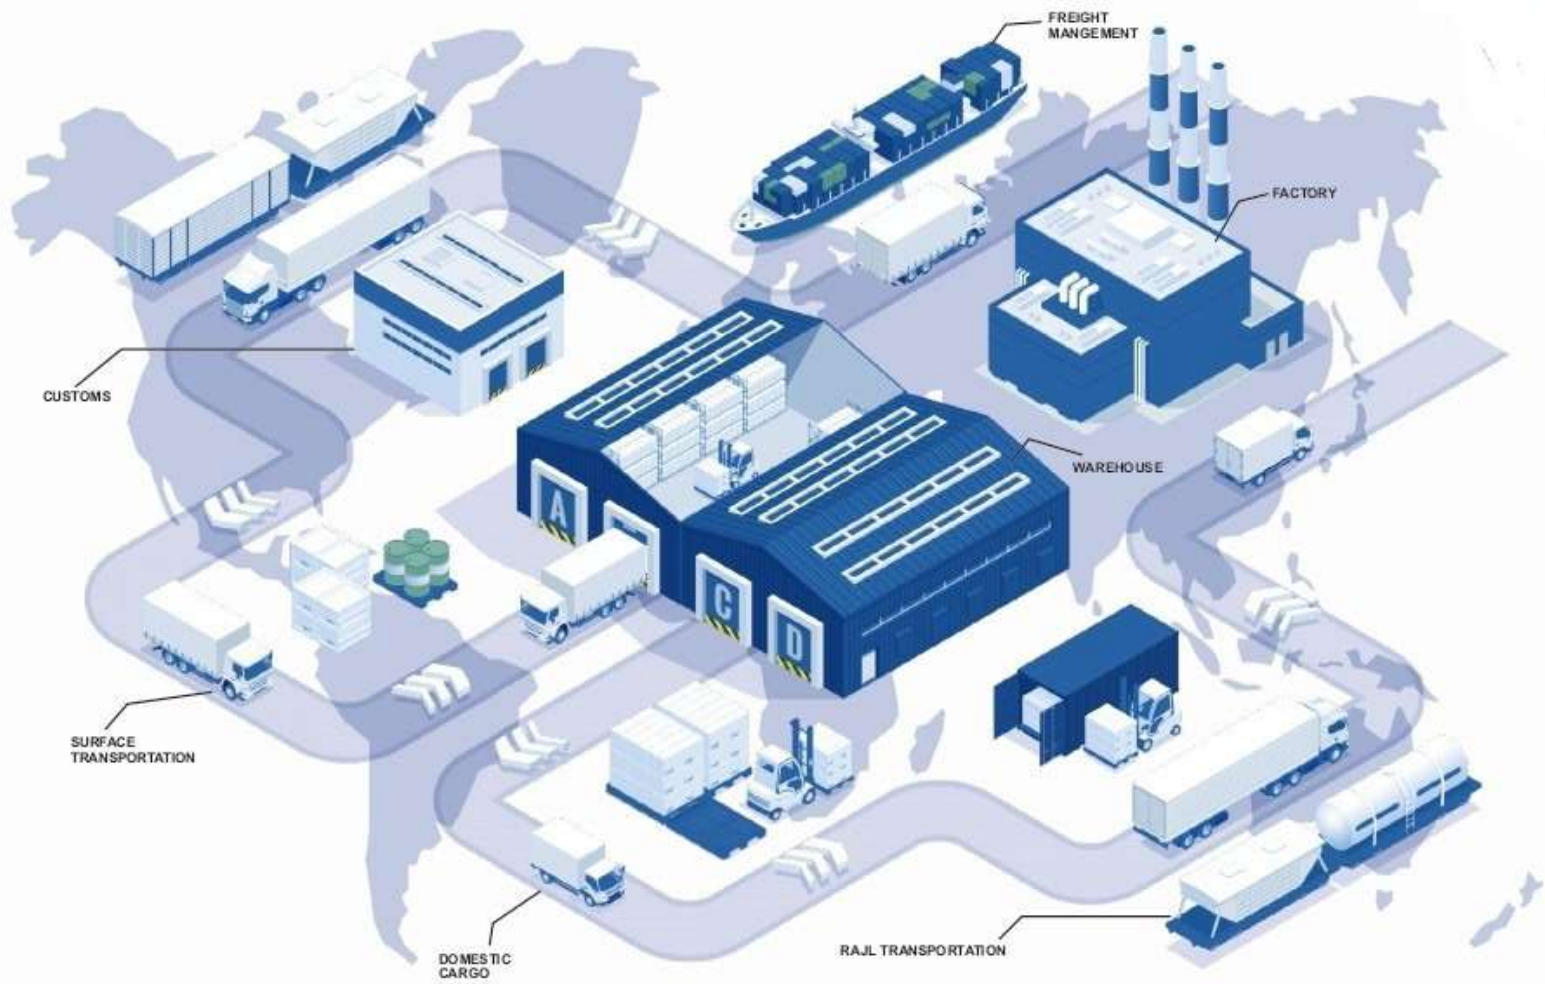 FREIGHT
MANGEMENT
FACTORY
CUSTOMS
WAREHOUSE
A
C
D
SURFACE
TRANSPORTATION
DOMESTIC
CARGO
RAJL TRANSPORTATION